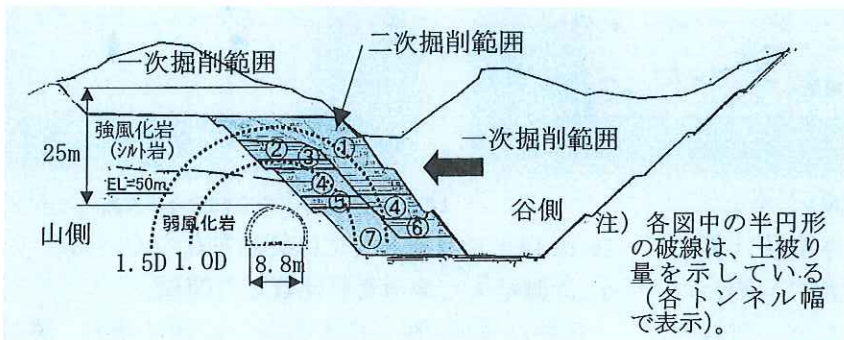 二次掘削範囲
一次掘削範囲
一次掘削範囲
強風化岩
(シルト岩)
25m
EL=50m
弱風化岩
山側
谷側
1.5D 1.0D
8.8m
①
②
③
④
⑤
④
⑥
⑦
注）各図中の半円形
の破線は、土被り
量を示している
(各トンネル幅
で表示)。